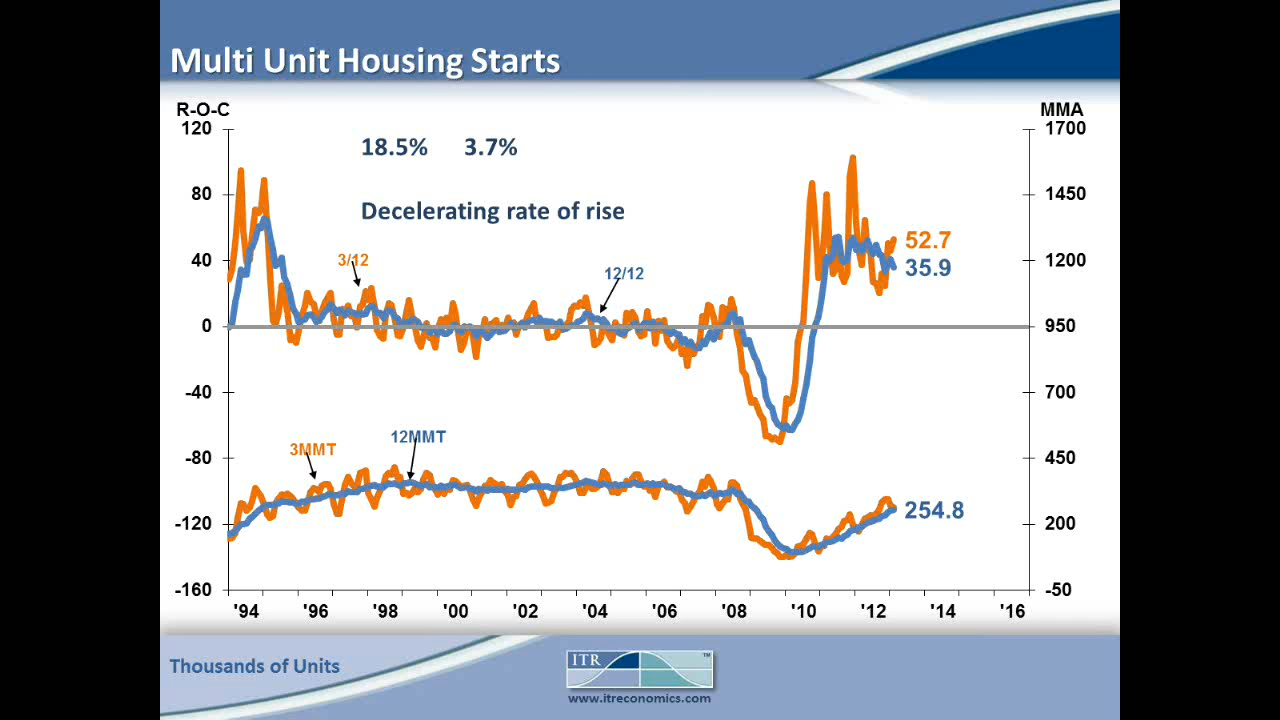 Multi Unit Housing Starts
R-O-C MMA
120 1700
18.5% 3.7%
80 1450
Decelerating rate of rise
52.7
40 3/12 1200
35.9
12/12
0 950
-40 700
12MMT
3MMT
-80 450
254.8
-120 200
-160 -50
'94 '96 '98 '00 '02 '04 '06 '08 '10 '12 '14 '16
Thousands of Units
ITR TM
www.itreconomics.com